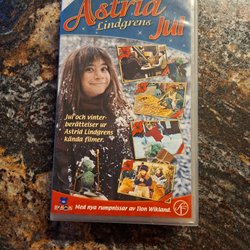 Astrid
Lindgrens
Jul
Jul och vinter-
berättelser ur
Astrid Lindgrens
kända filmer.
Med nya rumpnissar av Ilon Wikland.